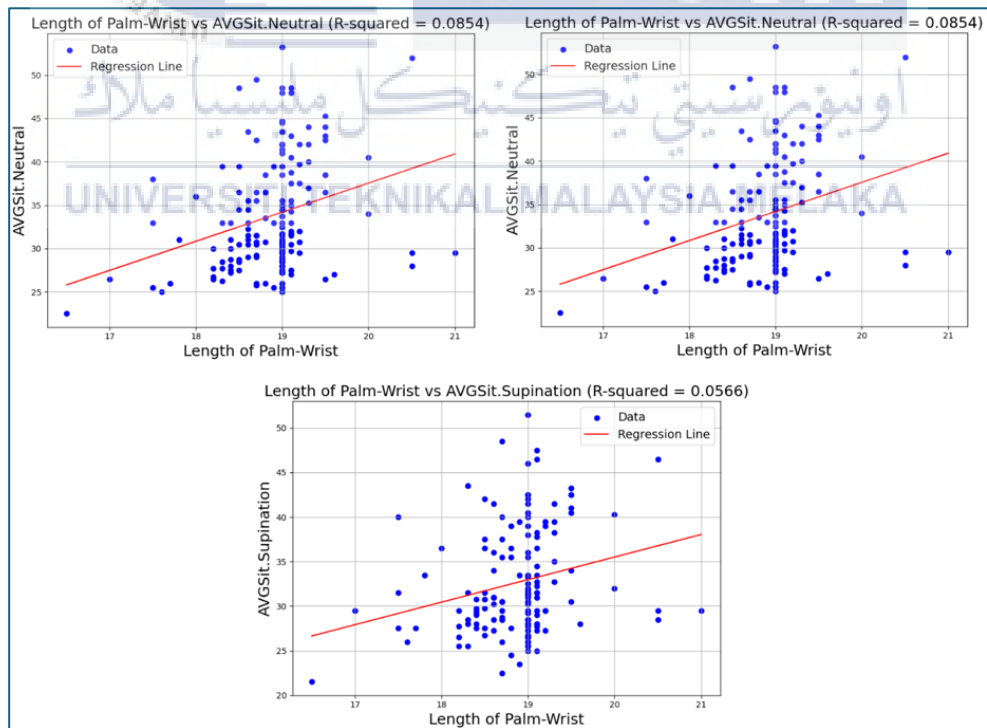 Length of Palm-Wrist vs AVGSit.Neutral (R-squared = 0.0854)
Data
Regression Line
50
45
40
35
30
25
AVGSit.Neutral
17 18 19 20 21
Length of Palm-Wrist
Length of Palm-Wrist vs AVGSit.Neutral (R-squared = 0.0854)
Data
Regression Line
50
45
40
35
30
25
AVGSit.Neutral
17 18 19 20 21
Length of Palm-Wrist
اونيۏرسيتي تيكنيكل مليسيا ملاك
UNIVERSITI TEKNIKAL MALAYSIA MELAKA
Length of Palm-Wrist vs AVGSit.Supination (R-squared = 0.0566)
Data
Regression Line
50
45
40
35
30
25
20
AVGSit.Supination
17 18 19 20 21
Length of Palm-Wrist